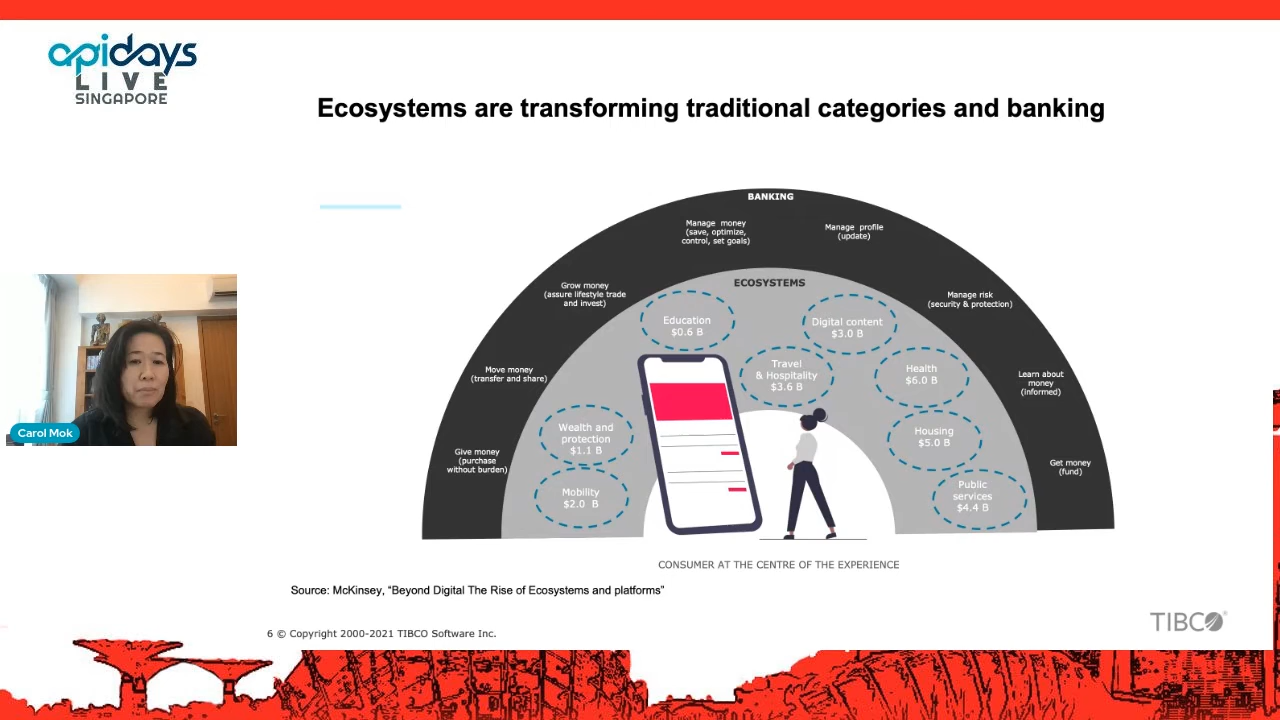 apidays
LIVE
SINGAPORE
Ecosystems are transforming traditional categories and banking
BANKING
Manage money
(save, optimize,
control, set goals)
Manage profile
(update)
Grow money
(assure lifestyle trade
and invest)
Manage risk
(security & protection)
Move money
(transfer and share)
Learn about
money
(informed)
Give money
(purchase
without burden)
Get money
(fund)
ECOSYSTEMS
Education
$0.6 B
Digital content
$3.0 B
Travel
& Hospitality
$3.6 B
Health
$6.0 B
Wealth and
protection
$1.1 B
Housing
$5.0 B
Mobility
$2.0 B
Public
services
$4.4 B
CONSUMER AT THE CENTRE OF THE EXPERIENCE
Carol Mok
Source: McKinsey, “Beyond Digital The Rise of Ecosystems and platforms”
6 © Copyright 2000-2021 TIBCO Software Inc.
TIBCO®